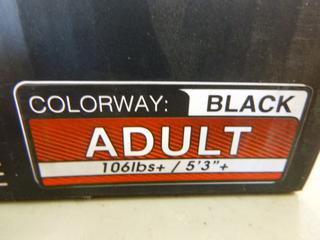 COLORWAY: BLACK
ADULT
106lbs+ / 5'3"+